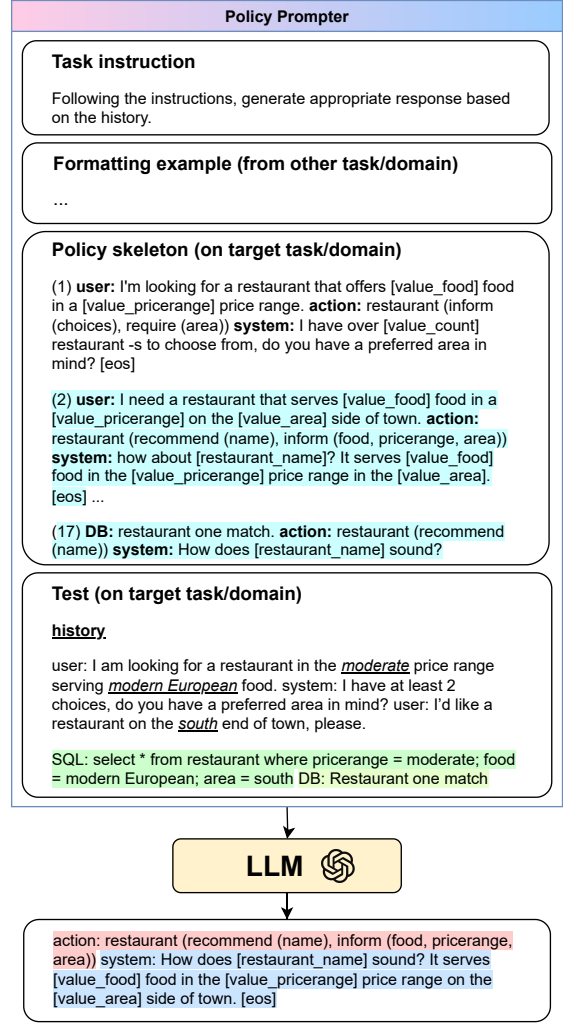 Policy Prompter
Task instruction
Following the instructions, generate appropriate response based
on the history.
Formatting example (from other task/domain)
...
Policy skeleton (on target task/domain)
(1) user: I'm looking for a restaurant that offers [value_food] food
in a [value_pricerange] price range. action: restaurant (inform
(choices), require (area)) system: I have over [value_count]
restaurant -s to choose from, do you have a preferred area in
mind? [eos]
(2) user: I need a restaurant that serves [value_food] food in a
[value_pricerange] on the [value_area] side of town. action:
restaurant (recommend (name), inform (food, pricerange, area))
system: how about [restaurant_name]? It serves [value_food]
food in the [value_pricerange] price range in the [value_area].
[eos] ...
(17) DB: restaurant one match. action: restaurant (recommend
(name)) system: How does [restaurant_name] sound?
Test (on target task/domain)
history
user: I am looking for a restaurant in the moderate price range
serving modern European food. system: I have at least 2
choices, do you have a preferred area in mind? user: I'd like a
restaurant on the south end of town, please.
SQL: select * from restaurant where pricerange = moderate; food
= modern European; area = south DB: Restaurant one match
LLM
action: restaurant (recommend (name), inform (food, pricerange,
area)) system: How does [restaurant_name] sound? It serves
[value_food] food in the [value_pricerange] price range on the
[value_area] side of town. [eos]